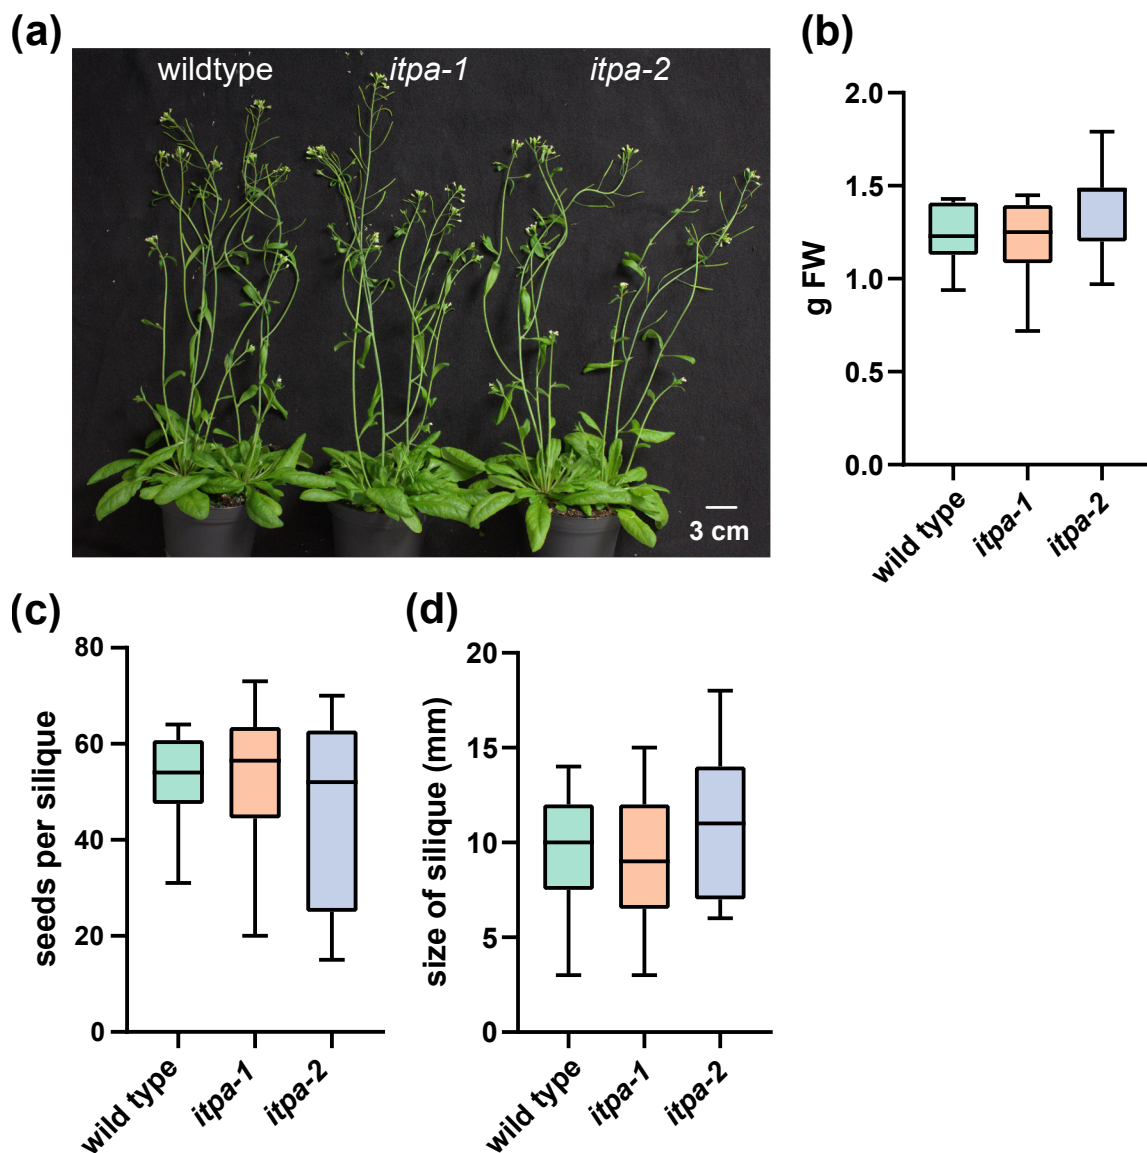 (a)
wildtype itpa-1 itpa-2
3 cm
(b)
g FW
2.0
1.5
1.0
0.5
0.0
wild type
itpa-1
itpa-2
(c)
seeds per silique
80
60
40
20
0
wild type
itpa-1
itpa-2
(d)
size of silique (mm)
20
15
10
5
0
wild type
itpa-1
itpa-2